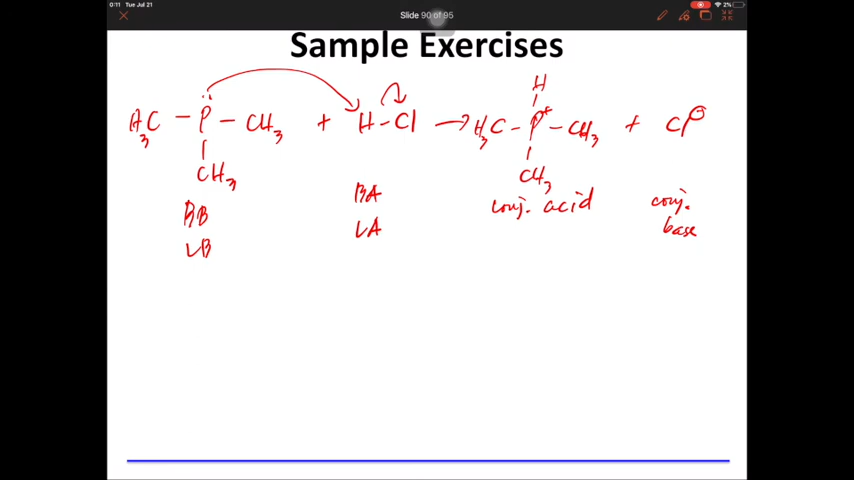 0:11 Tue Jul 21
Slide 90 of 95
2%
Sample Exercises
H₃C – P̈ – CH₃ + H – Cl → H₃C – P⁺ – CH₃ + Cl⊖
H
CH₃
CH₃
BB
LB
BA
LA
conj. acid
conj.
base